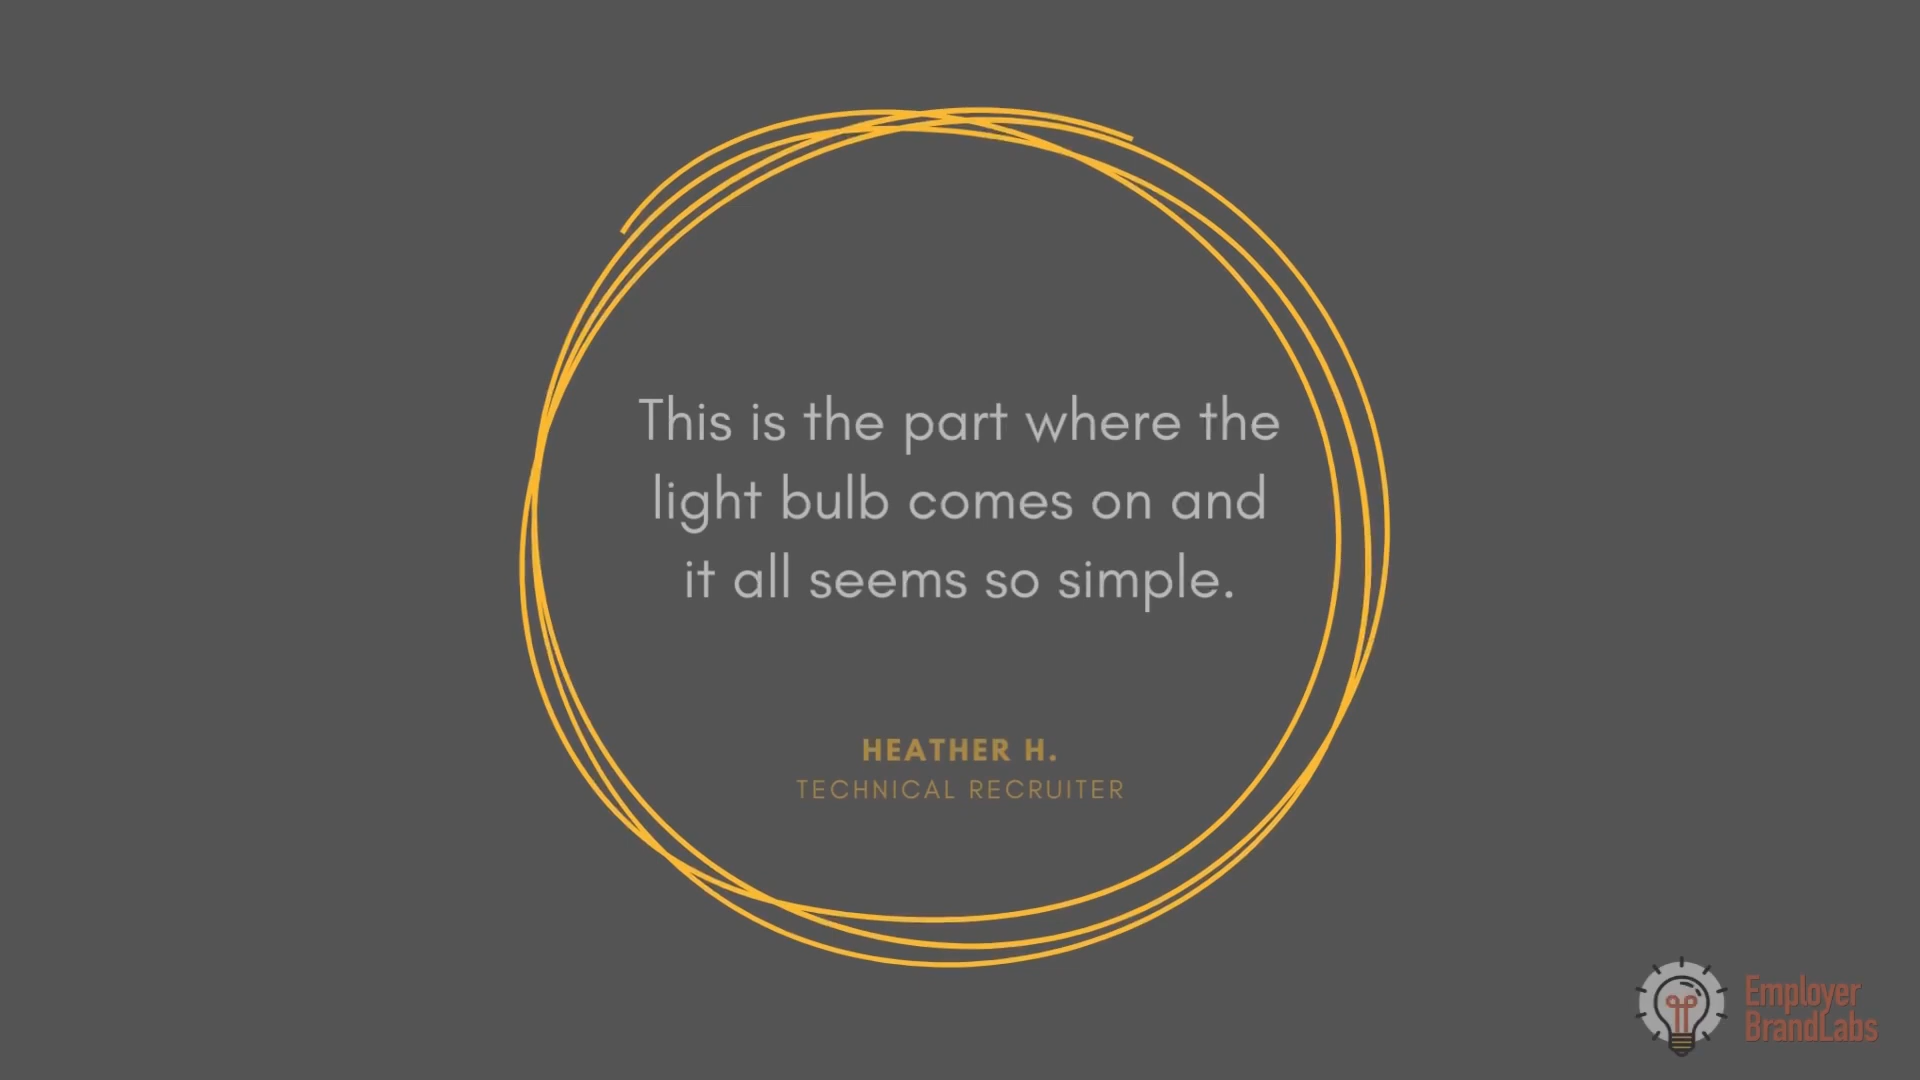 This is the part where the
light bulb comes on and
it all seems so simple.
HEATHER H.
TECHNICAL RECRUITER
Employer
BrandLabs